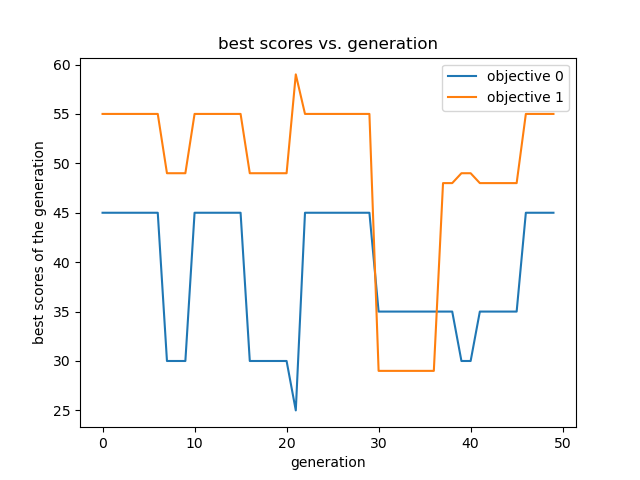 best scores vs. generation
objective 0
objective 1
best scores of the generation
60
55
50
45
40
35
30
25
0 10 20 30 40 50
generation